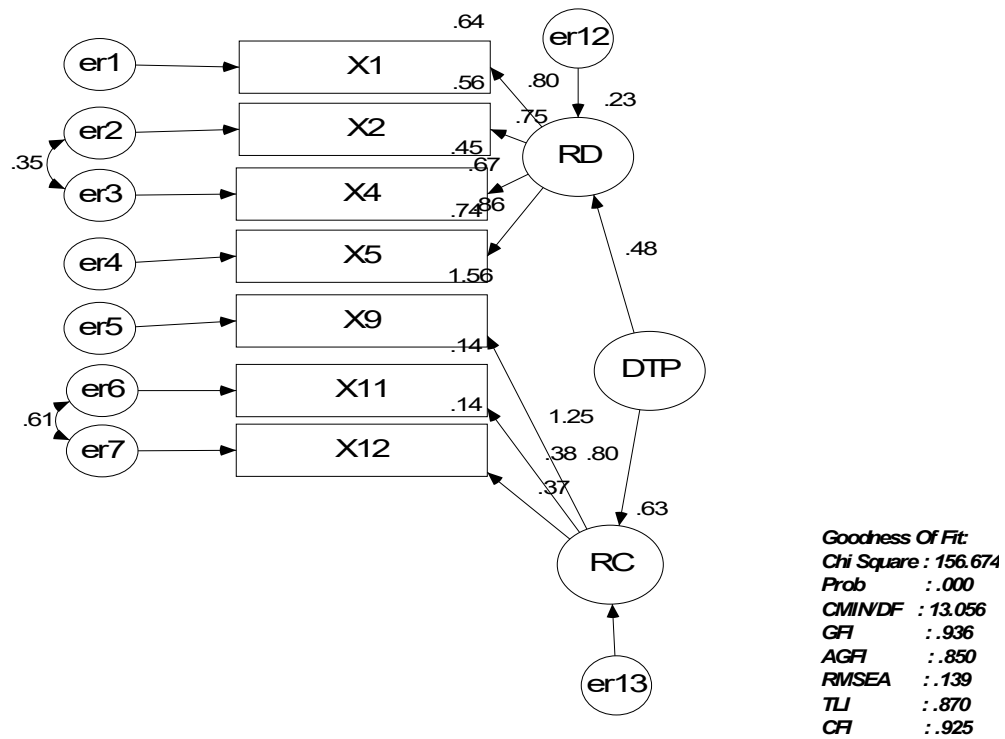 .64
er12
er1
X1
.56
.80
.23
er2
X2
.75
.45
RD
.35
.67
er3
X4
.74
.86
er4
X5
1.56
.48
er5
X9
.14
DTP
er6
X11
.14
1.25
.61
er7
X12
.38
.80
.37
.63
RC
er13
Goodness Of Fit:
Chi Square : 156.674
Prob : .000
CMIN/DF : 13.056
GFI : .936
AGFI : .850
RMSEA : .139
TLI : .870
CFI : .925